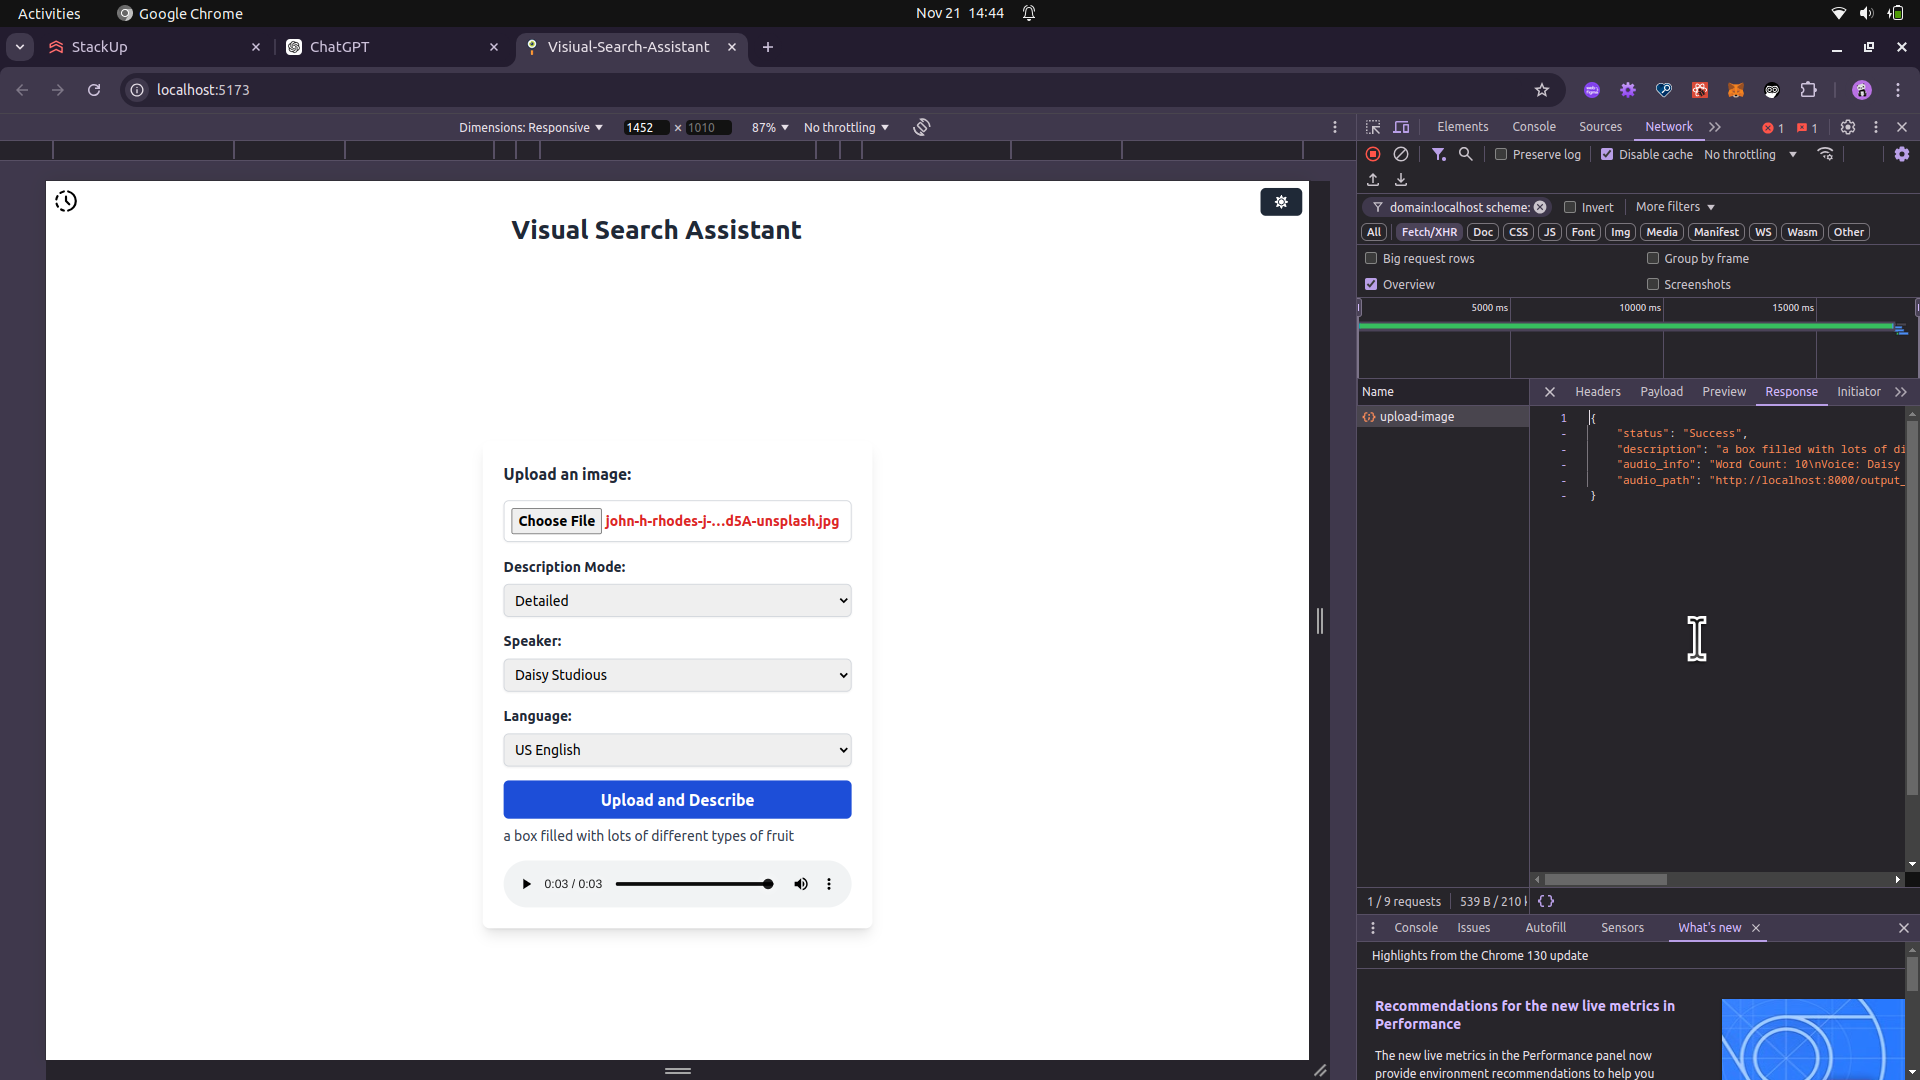 Activities
Google Chrome
Nov 21 14:44
StackUp
ChatGPT
Visiual-Search-Assistant
localhost:5173
Dimensions: Responsive
1452 × 1010
87%
No throttling
Elements
Console
Sources
Network
1
1
Preserve log
Disable cache
No throttling
domain:localhost scheme:
Invert
More filters
All
Fetch/XHR
Doc
CSS
JS
Font
Img
Media
Manifest
WS
Wasm
Other
Big request rows
Group by frame
Overview
Screenshots
5000 ms
10000 ms
15000 ms
Name
Headers
Payload
Preview
Response
Initiator
upload-image
1 {
- "status": "Success",
- "description": "a box filled with lots of di
- "audio_info": "Word Count: 10\nVoice: Daisy
- "audio_path": "http://localhost:8000/output_
- }
1 / 9 requests
539 B / 210
{ }
Console
Issues
Autofill
Sensors
What's new
Highlights from the Chrome 130 update
Recommendations for the new live metrics in
Performance
The new live metrics in the Performance panel now
provide environment recommendations to help you
Visual Search Assistant
Upload an image:
Choose File john-h-rhodes-j-...d5A-unsplash.jpg
Description Mode:
Detailed
Speaker:
Daisy Studious
Language:
US English
Upload and Describe
a box filled with lots of different types of fruit
0:03 / 0:03